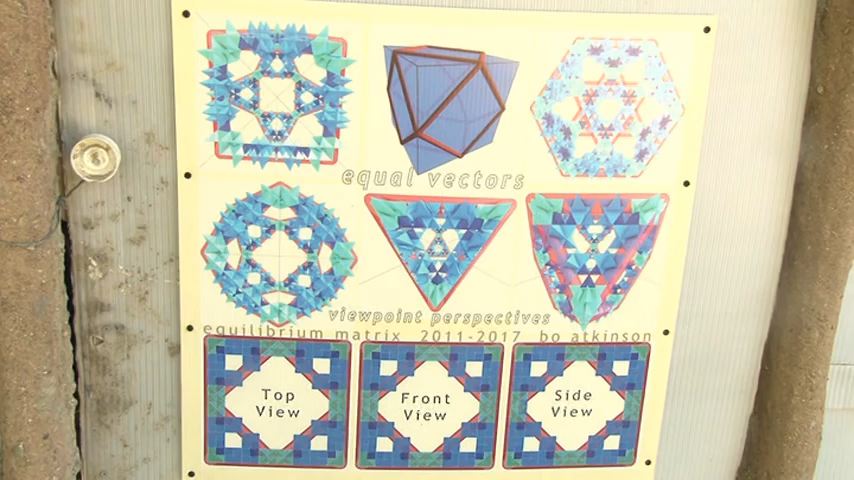 equal vectors
viewpoint perspectives
equilibrium matrix 2011-2017 bo atkinson
Top
View
Front
View
Side
View